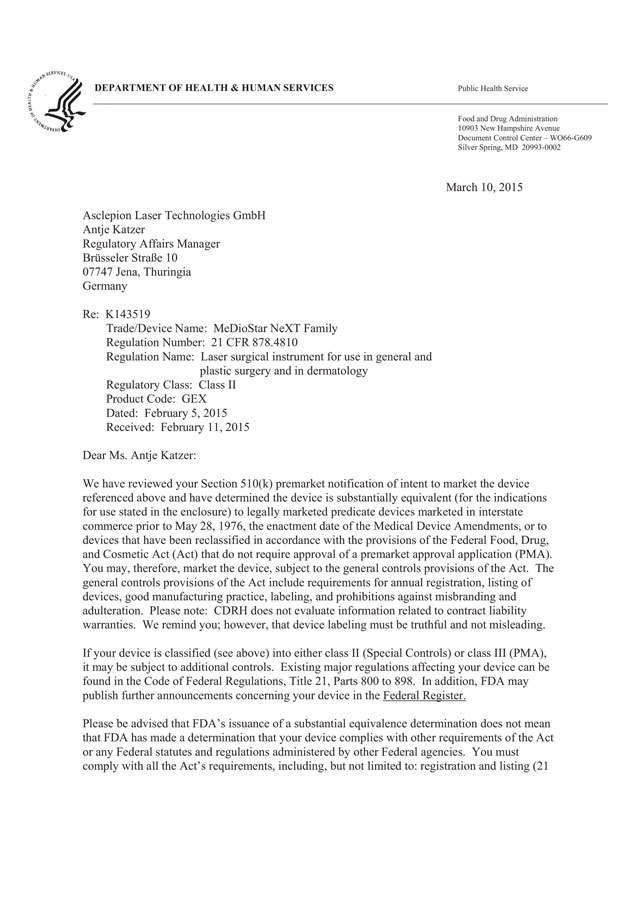 DEPARTMENT OF HEALTH & HUMAN SERVICES
Public Health Service
DEPARTMENT OF HEALTH & HUMAN SERVICES · USA
Food and Drug Administration
10903 New Hampshire Avenue
Document Control Center – WO66-G609
Silver Spring, MD 20993-0002
March 10, 2015
Asclepion Laser Technologies GmbH
Antje Katzer
Regulatory Affairs Manager
Brüsseler Straße 10
07747 Jena, Thuringia
Germany
Re: K143519
Trade/Device Name: MeDioStar NeXT Family
Regulation Number: 21 CFR 878.4810
Regulation Name: Laser surgical instrument for use in general and
plastic surgery and in dermatology
Regulatory Class: Class II
Product Code: GEX
Dated: February 5, 2015
Received: February 11, 2015
Dear Ms. Antje Katzer:
We have reviewed your Section 510(k) premarket notification of intent to market the device
referenced above and have determined the device is substantially equivalent (for the indications
for use stated in the enclosure) to legally marketed predicate devices marketed in interstate
commerce prior to May 28, 1976, the enactment date of the Medical Device Amendments, or to
devices that have been reclassified in accordance with the provisions of the Federal Food, Drug,
and Cosmetic Act (Act) that do not require approval of a premarket approval application (PMA).
You may, therefore, market the device, subject to the general controls provisions of the Act. The
general controls provisions of the Act include requirements for annual registration, listing of
devices, good manufacturing practice, labeling, and prohibitions against misbranding and
adulteration. Please note: CDRH does not evaluate information related to contract liability
warranties. We remind you; however, that device labeling must be truthful and not misleading.
If your device is classified (see above) into either class II (Special Controls) or class III (PMA),
it may be subject to additional controls. Existing major regulations affecting your device can be
found in the Code of Federal Regulations, Title 21, Parts 800 to 898. In addition, FDA may
publish further announcements concerning your device in the Federal Register.
Please be advised that FDA's issuance of a substantial equivalence determination does not mean
that FDA has made a determination that your device complies with other requirements of the Act
or any Federal statutes and regulations administered by other Federal agencies. You must
comply with all the Act's requirements, including, but not limited to: registration and listing (21